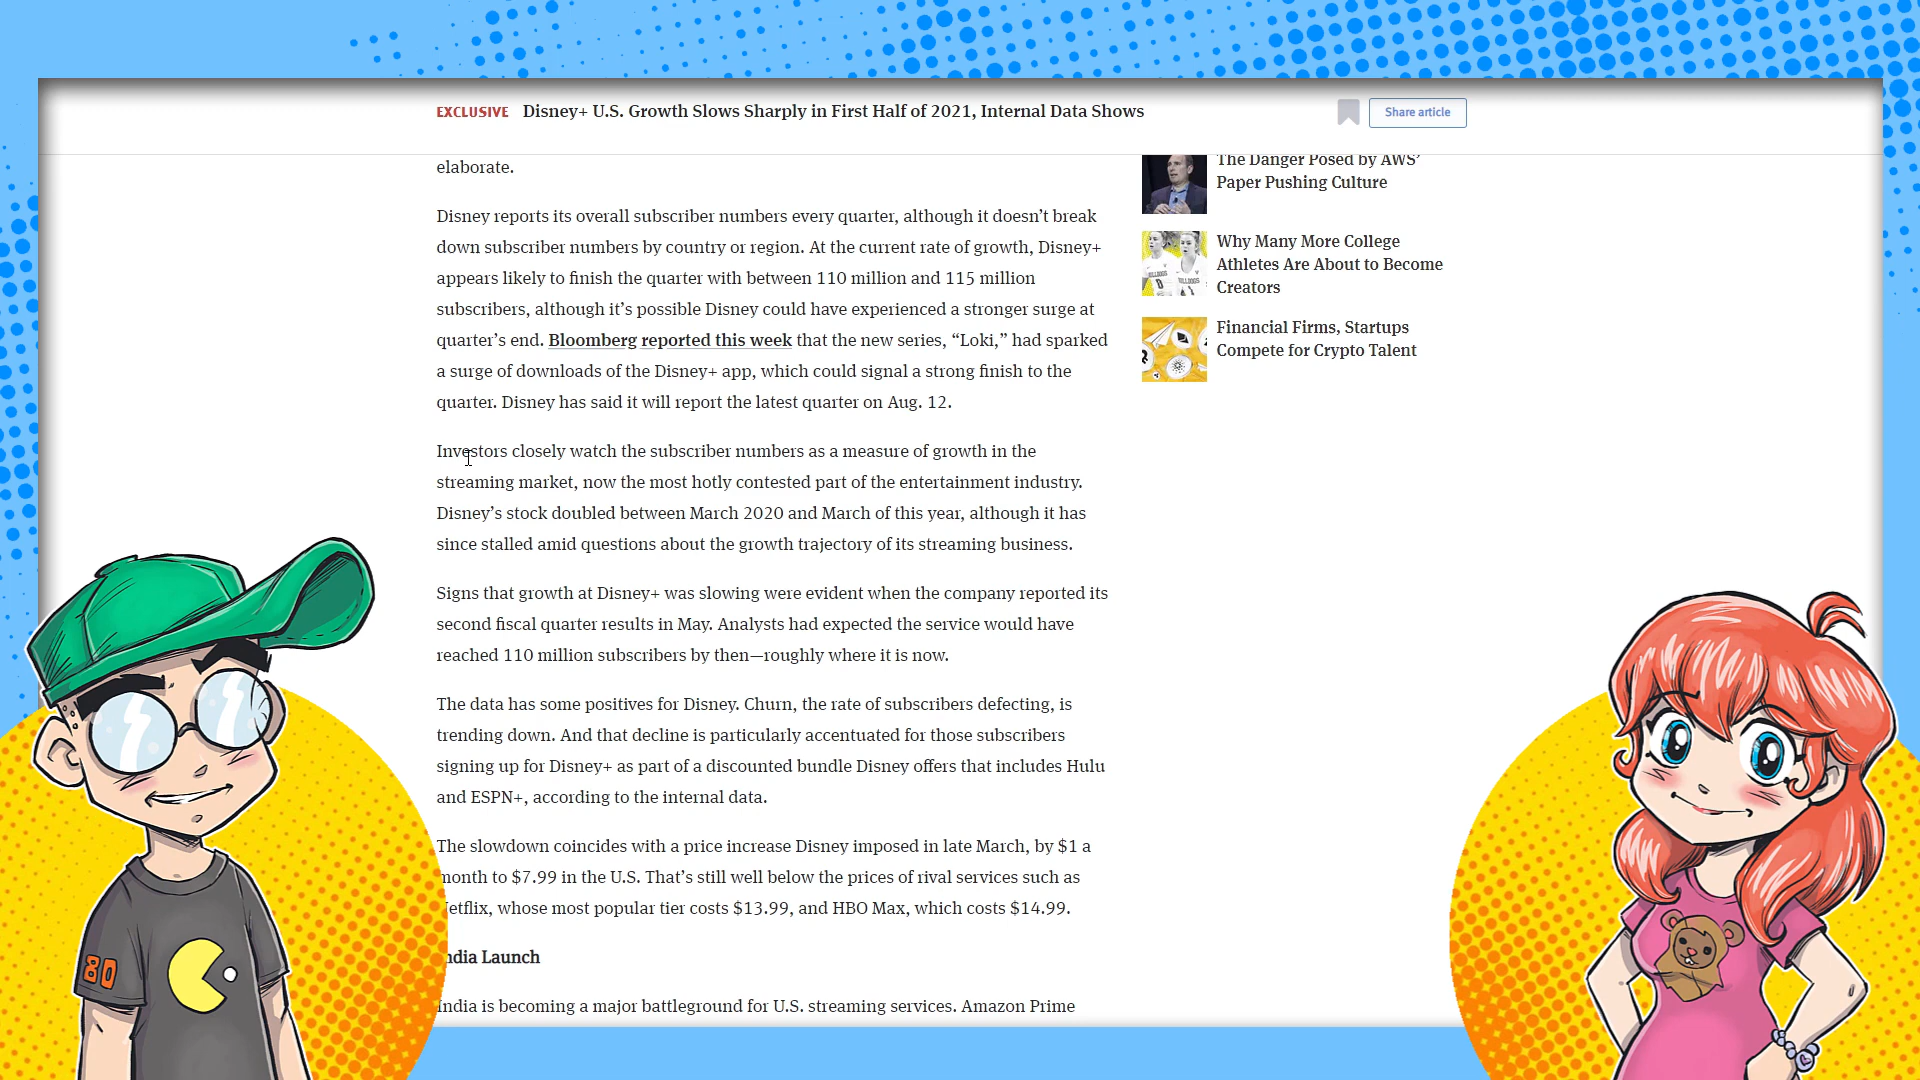 EXCLUSIVE Disney+ U.S. Growth Slows Sharply in First Half of 2021, Internal Data Shows
Share article
elaborate.
Disney reports its overall subscriber numbers every quarter, although it doesn’t break
down subscriber numbers by country or region. At the current rate of growth, Disney+
appears likely to finish the quarter with between 110 million and 115 million
subscribers, although it’s possible Disney could have experienced a stronger surge at
quarter’s end. Bloomberg reported this week that the new series, “Loki,” had sparked
a surge of downloads of the Disney+ app, which could signal a strong finish to the
quarter. Disney has said it will report the latest quarter on Aug. 12.
Investors closely watch the subscriber numbers as a measure of growth in the
streaming market, now the most hotly contested part of the entertainment industry.
Disney’s stock doubled between March 2020 and March of this year, although it has
since stalled amid questions about the growth trajectory of its streaming business.
Signs that growth at Disney+ was slowing were evident when the company reported its
second fiscal quarter results in May. Analysts had expected the service would have
reached 110 million subscribers by then—roughly where it is now.
The data has some positives for Disney. Churn, the rate of subscribers defecting, is
trending down. And that decline is particularly accentuated for those subscribers
signing up for Disney+ as part of a discounted bundle Disney offers that includes Hulu
and ESPN+, according to the internal data.
The slowdown coincides with a price increase Disney imposed in late March, by $1 a
month to $7.99 in the U.S. That’s still well below the prices of rival services such as
Netflix, whose most popular tier costs $13.99, and HBO Max, which costs $14.99.
India Launch
India is becoming a major battleground for U.S. streaming services. Amazon Prime
The Danger Posed by AWS’
Paper Pushing Culture
Why Many More College
Athletes Are About to Become
Creators
Financial Firms, Startups
Compete for Crypto Talent
BULLDOGS
80